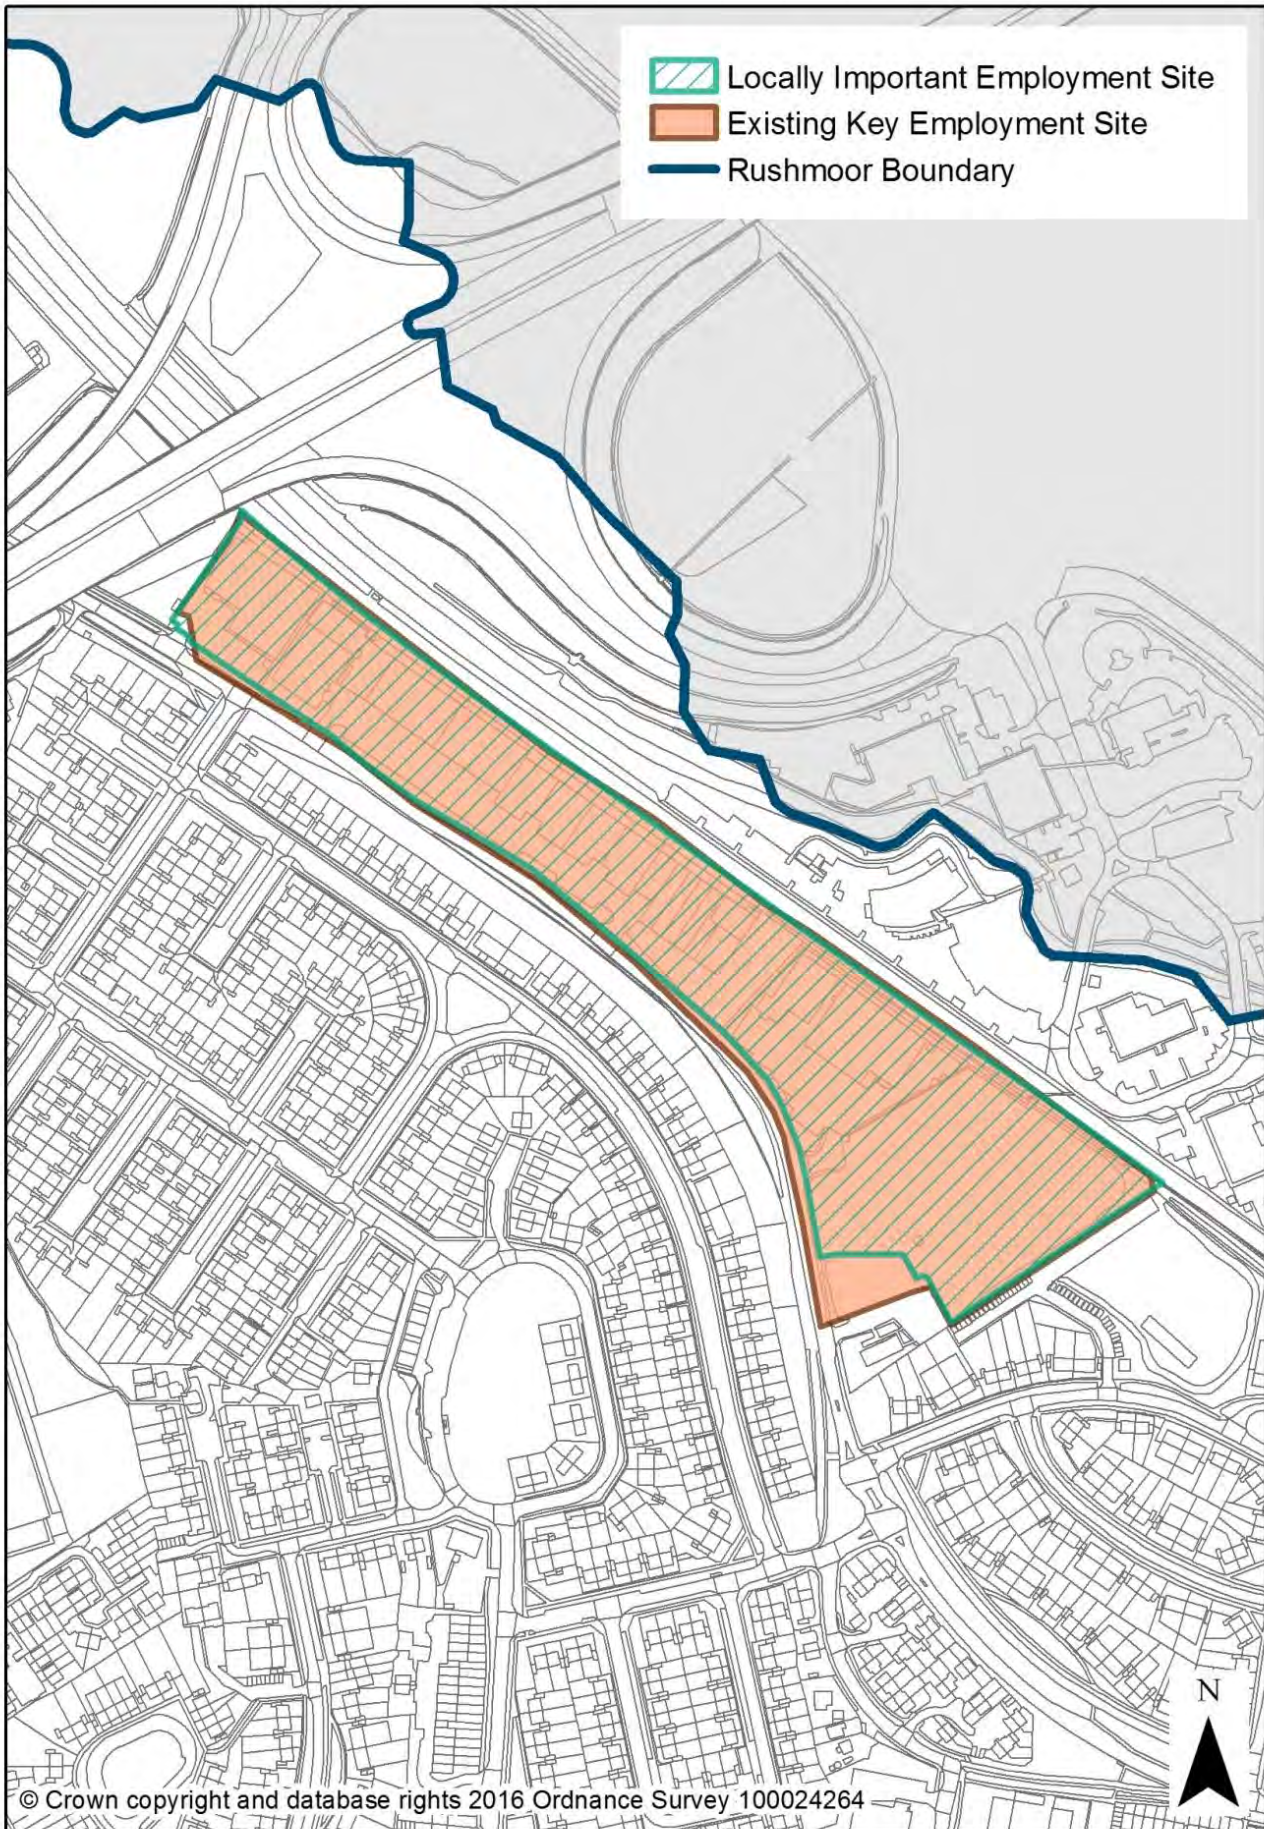 Locally Important Employment Site
Existing Key Employment Site
Rushmoor Boundary
N
© Crown copyright and database rights 2016 Ordnance Survey 100024264